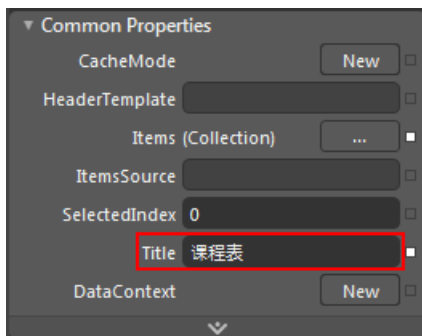 Common Properties
CacheMode New
HeaderTemplate
Items (Collection) ...
ItemsSource
SelectedIndex 0
Title 课程表
DataContext New